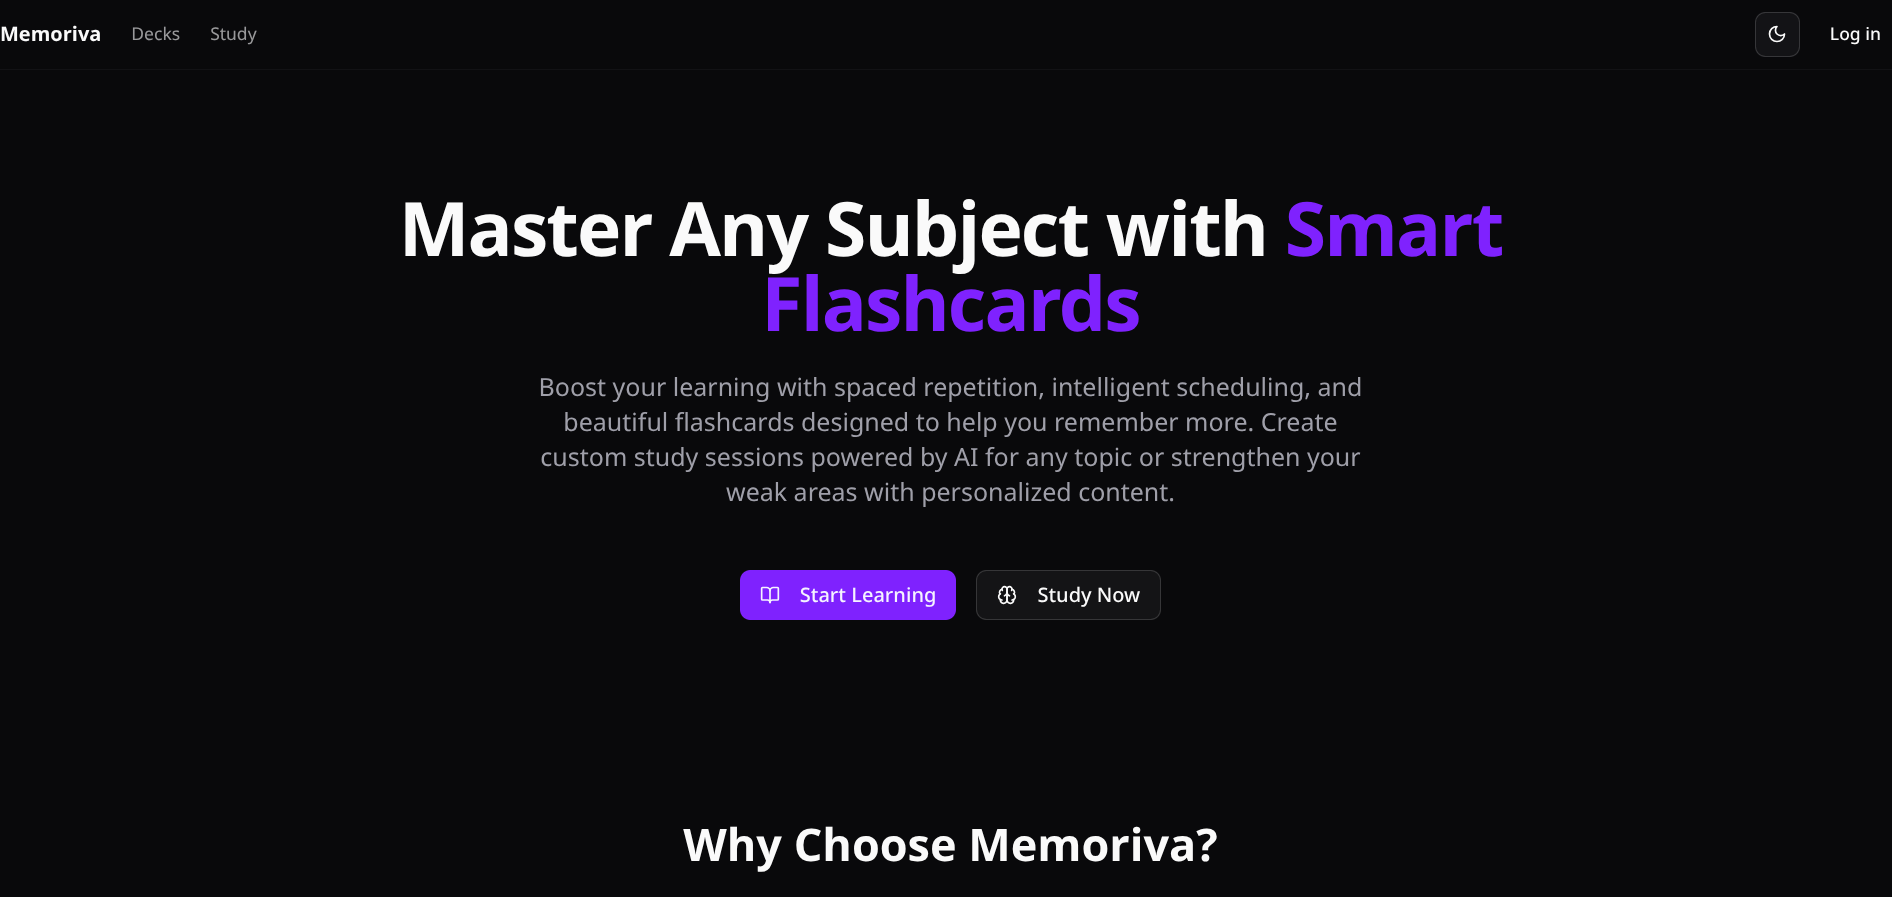 Memoriva Decks Study Log in
Master Any Subject with Smart
Flashcards
Boost your learning with spaced repetition, intelligent scheduling, and
beautiful flashcards designed to help you remember more. Create
custom study sessions powered by AI for any topic or strengthen your
weak areas with personalized content.
Start Learning Study Now
Why Choose Memoriva?